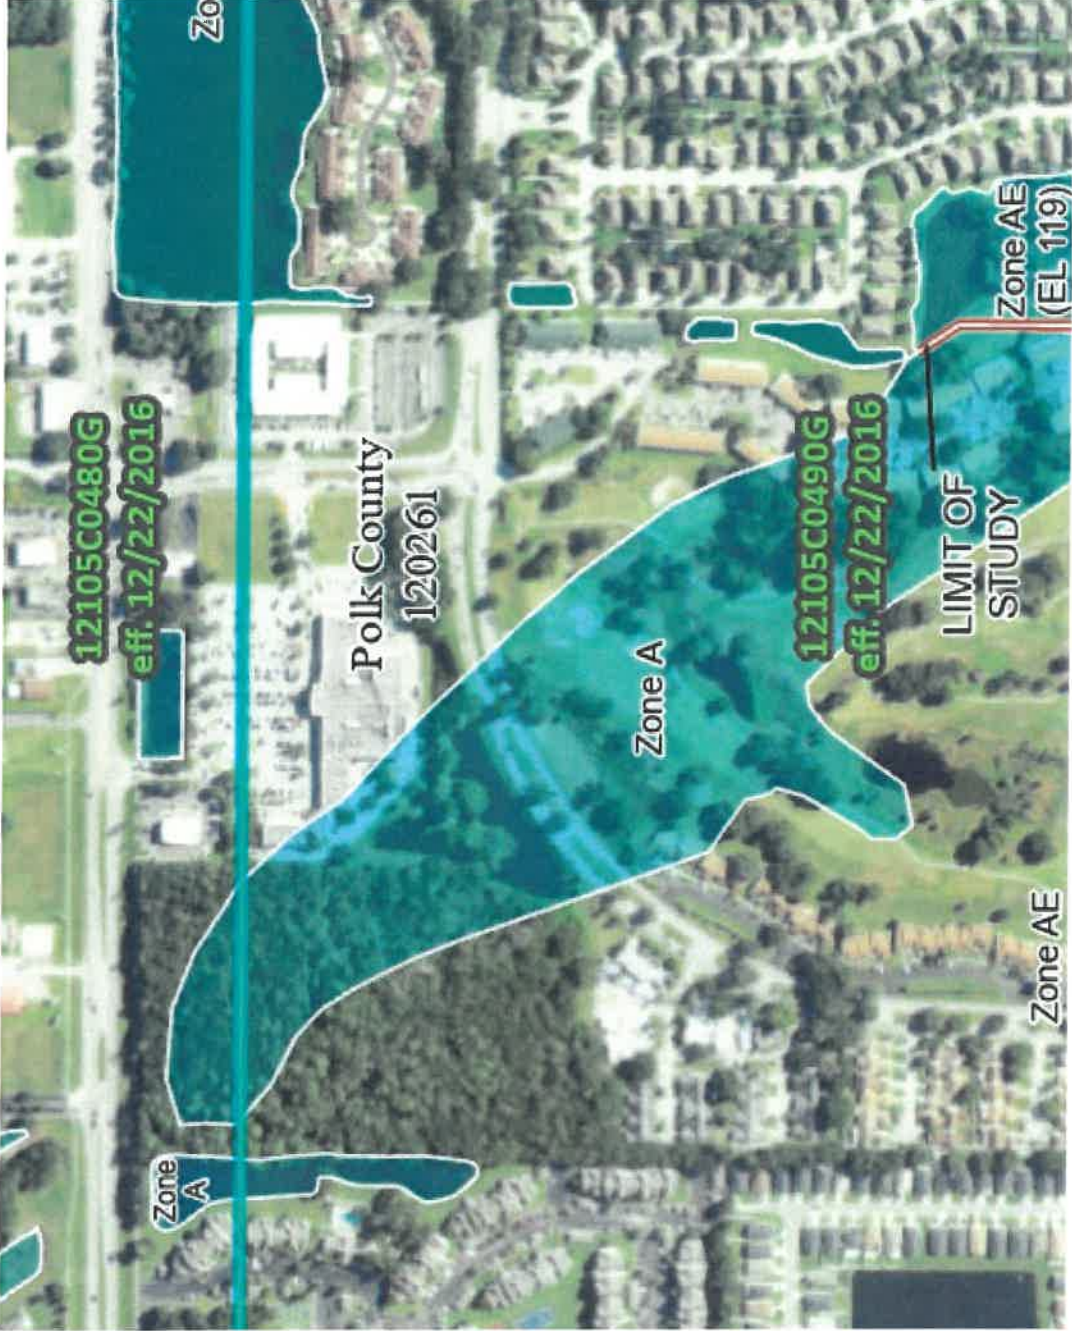 Zo
12105C0480G
eff. 12/22/2016
Polk County
120261
Zone AE
(EL 119)
12105C0490G
eff. 12/22/2016
LIMIT OF
STUDY
Zone A
Zone
A
Zone AE